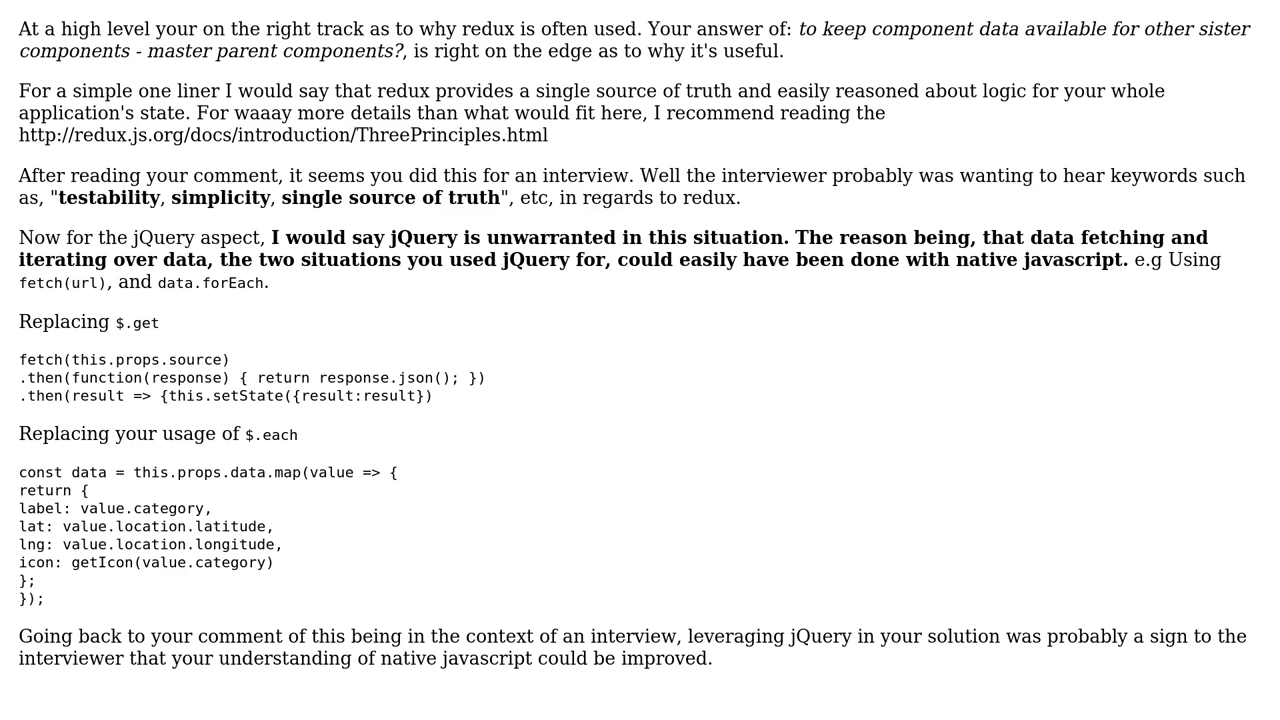 At a high level your on the right track as to why redux is often used. Your answer of: to keep component data available for other sister
components - master parent components?, is right on the edge as to why it's useful.
For a simple one liner I would say that redux provides a single source of truth and easily reasoned about logic for your whole
application's state. For waaay more details than what would fit here, I recommend reading the
http://redux.js.org/docs/introduction/ThreePrinciples.html
After reading your comment, it seems you did this for an interview. Well the interviewer probably was wanting to hear keywords such
as, "testability, simplicity, single source of truth", etc, in regards to redux.
Now for the jQuery aspect, I would say jQuery is unwarranted in this situation. The reason being, that data fetching and
iterating over data, the two situations you used jQuery for, could easily have been done with native javascript. e.g Using
fetch(url), and data.forEach.
Replacing $.get
fetch(this.props.source)
.then(function(response) { return response.json(); })
.then(result => {this.setState({result:result})
Replacing your usage of $.each
const data = this.props.data.map(value => {
return {
label: value.category,
lat: value.location.latitude,
lng: value.location.longitude,
icon: getIcon(value.category)
};
});
Going back to your comment of this being in the context of an interview, leveraging jQuery in your solution was probably a sign to the
interviewer that your understanding of native javascript could be improved.